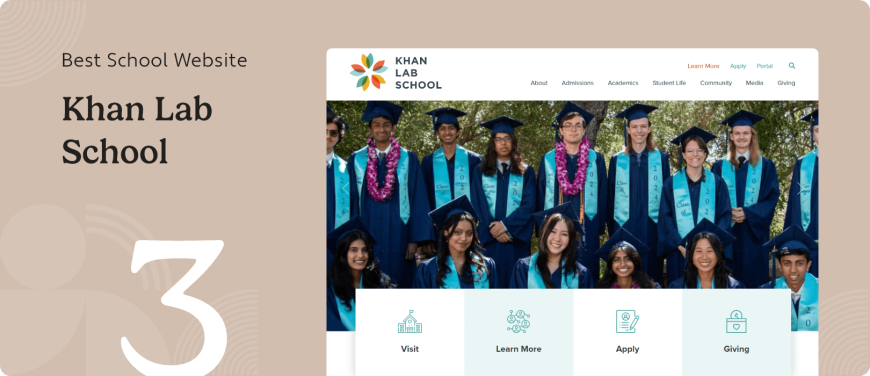 Best School Website
Khan Lab
School
3
KHAN
LAB
SCHOOL
Learn More Apply Portal
About Admissions Academics Student Life Community Media Giving
Visit Learn More Apply Giving